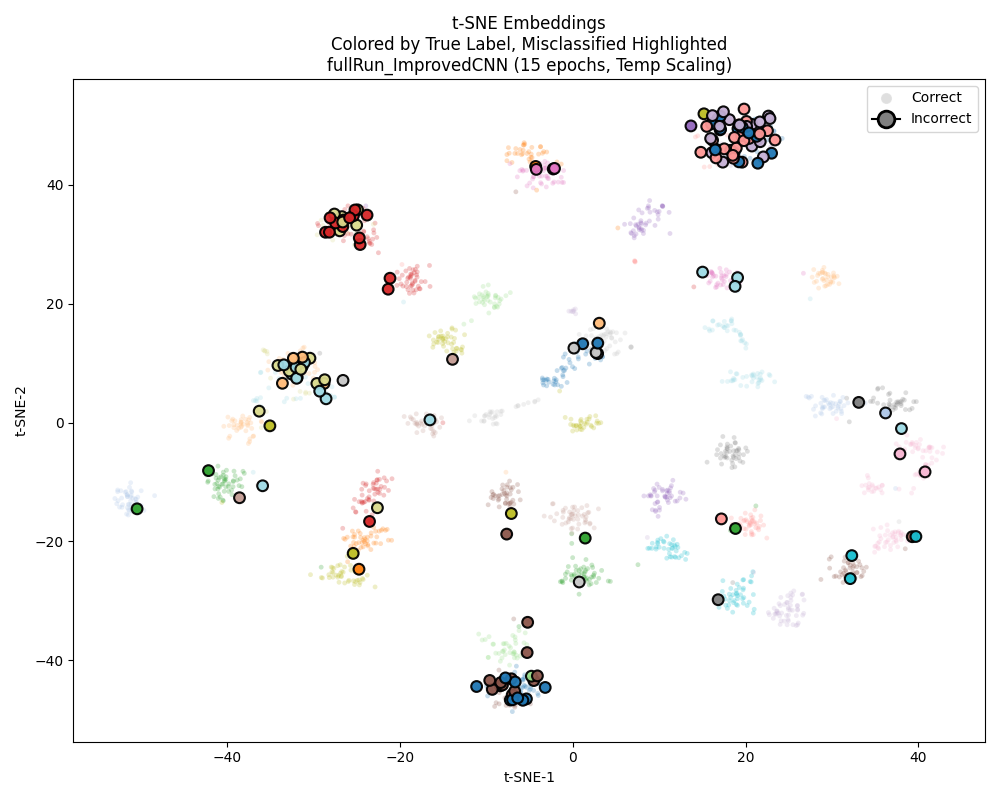 t-SNE Embeddings
Colored by True Label, Misclassified Highlighted
fullRun_ImprovedCNN (15 epochs, Temp Scaling)
Correct
Incorrect
40
20
0
−20
−40
t-SNE-2
−40
−20
0
20
40
t-SNE-1